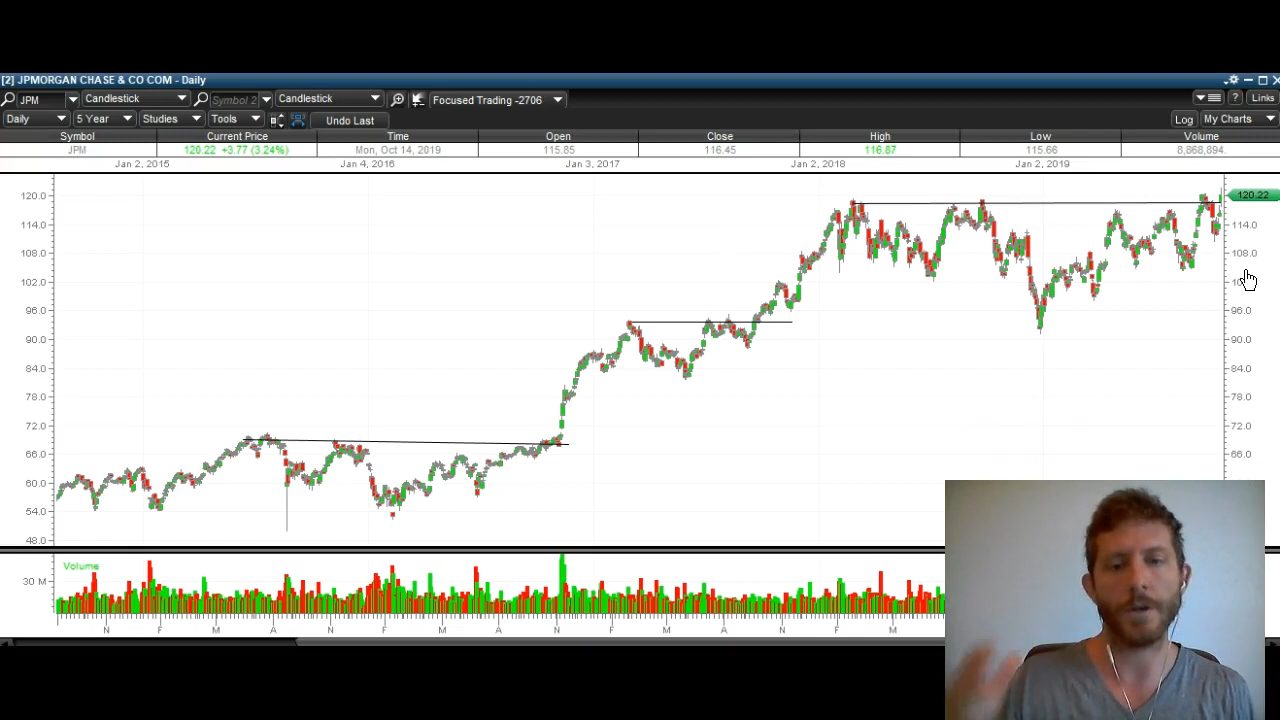 [2] JPMORGAN CHASE & CO COM - Daily
JPM Candlestick Symbol 2 Candlestick Focused Trading -2706 ? Links
Daily 5 Year Studies Tools Undo Last Log My Charts
Symbol Current Price Time Open Close High Low Volume
JPM 120.22 +3.77 (3.24%) Mon, Oct 14, 2019 115.85 116.45 116.87 115.66 8,868,894.
Jan 2, 2015 Jan 4, 2016 Jan 3, 2017 Jan 2, 2018 Jan 2, 2019
120.0 120.22
114.0 114.0
108.0 108.0
102.0
96.0 96.0
90.0 90.0
84.0 84.0
78.0 78.0
72.0 72.0
66.0 66.0
60.0
54.0
48.0
Volume
30 M
N F M A N F M A N F M A N F M